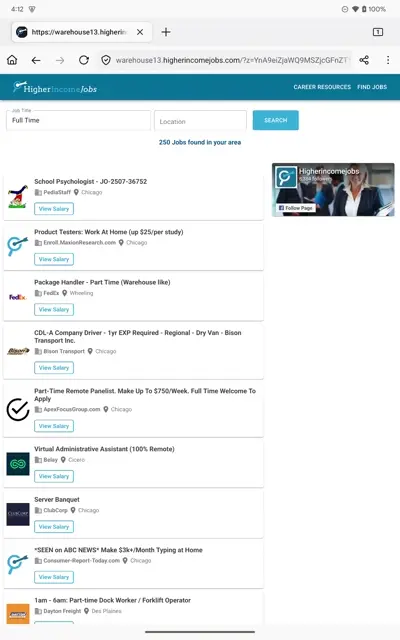 4:12
100%
https://warehouse13.higherin
1
warehouse13.higherincomejobs.com/?z=YnA9eiZjaWQ9MSZjcGFnZT
HigherIncomeJobs
CAREER RESOURCES FIND JOBS
Job Title
Full Time
Location
SEARCH
250 Jobs found in your area
School Psychologist - JO-2507-36752
PediaStaff Chicago
View Salary
Higherincomejobs
followers
Follow Page
Product Testers: Work At Home (up $25/per study)
Enroll.MaxionResearch.com Chicago
View Salary
FedEx
Package Handler - Part Time (Warehouse like)
FedEx Wheeling
View Salary
Bison
CDL-A Company Driver - 1yr EXP Required - Regional - Dry Van - Bison
Transport Inc.
Bison Transport Chicago
View Salary
Part-Time Remote Panelist. Make Up To $750/Week. Full Time Welcome To
Apply
ApexFocusGroup.com Chicago
View Salary
Virtual Administrative Assistant (100% Remote)
Belay Cicero
View Salary
CLUBCORP
Server Banquet
ClubCorp Chicago
View Salary
*SEEN on ABC NEWS* Make $3k+/Month Typing at Home
Consumer-Report-Today.com Chicago
View Salary
1am - 6am: Part-time Dock Worker / Forklift Operator
Dayton Freight Des Plaines
View Salary